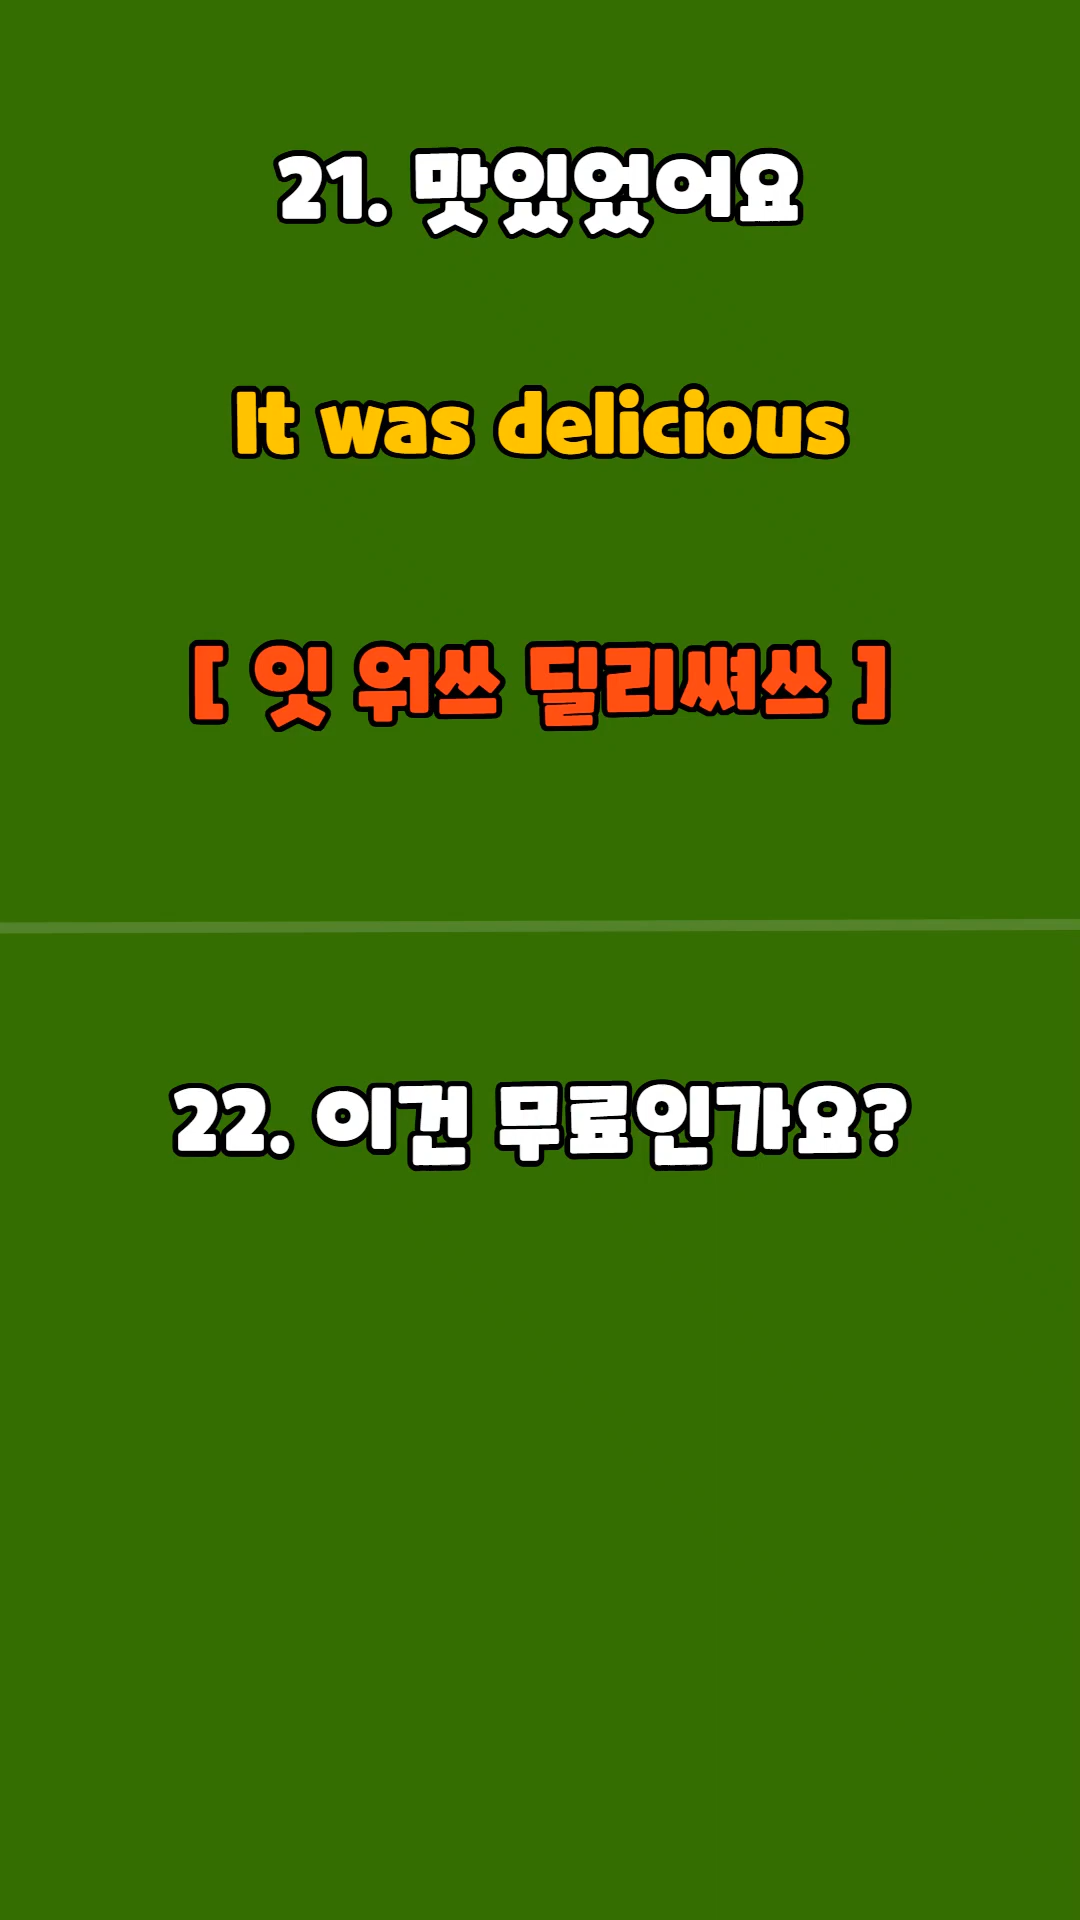 21. 맛있었어요
It was delicious
[ 잇 워쓰 딜리셔쓰 ]
22. 이건 무료인가요?